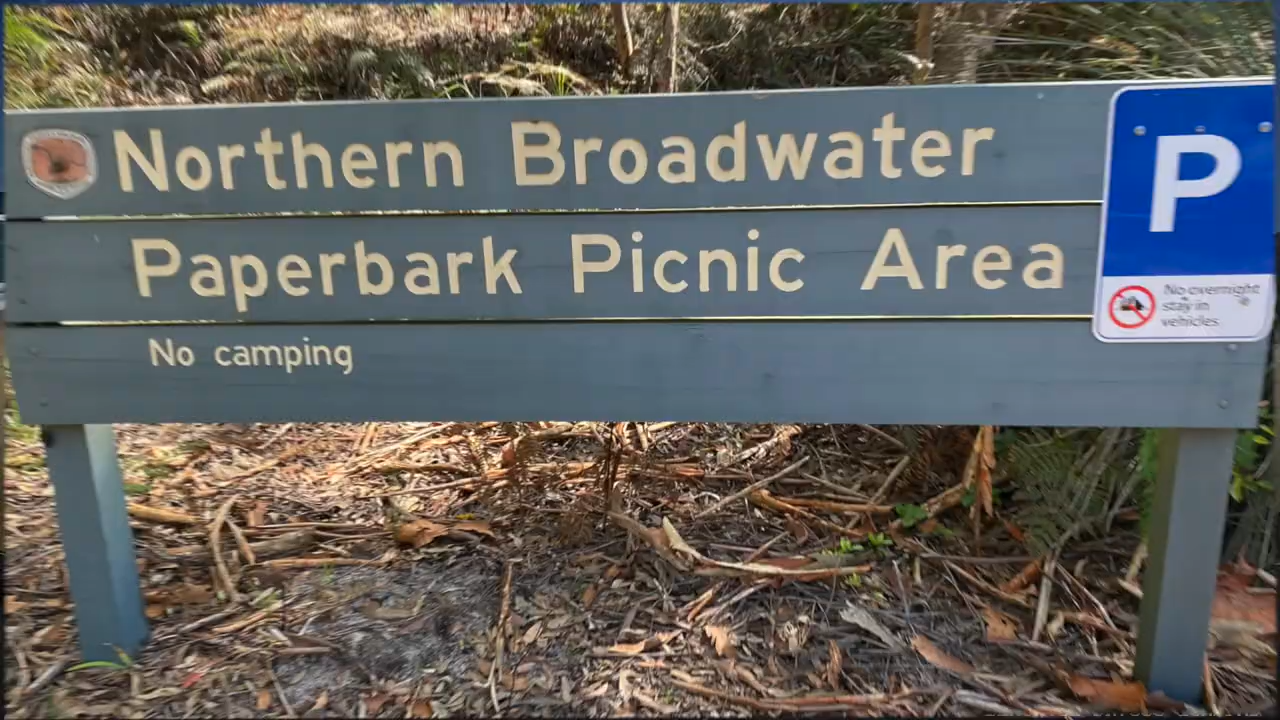 Northern Broadwater
Paperbark Picnic Area
No camping
P
No overnight
stay in
vehicles